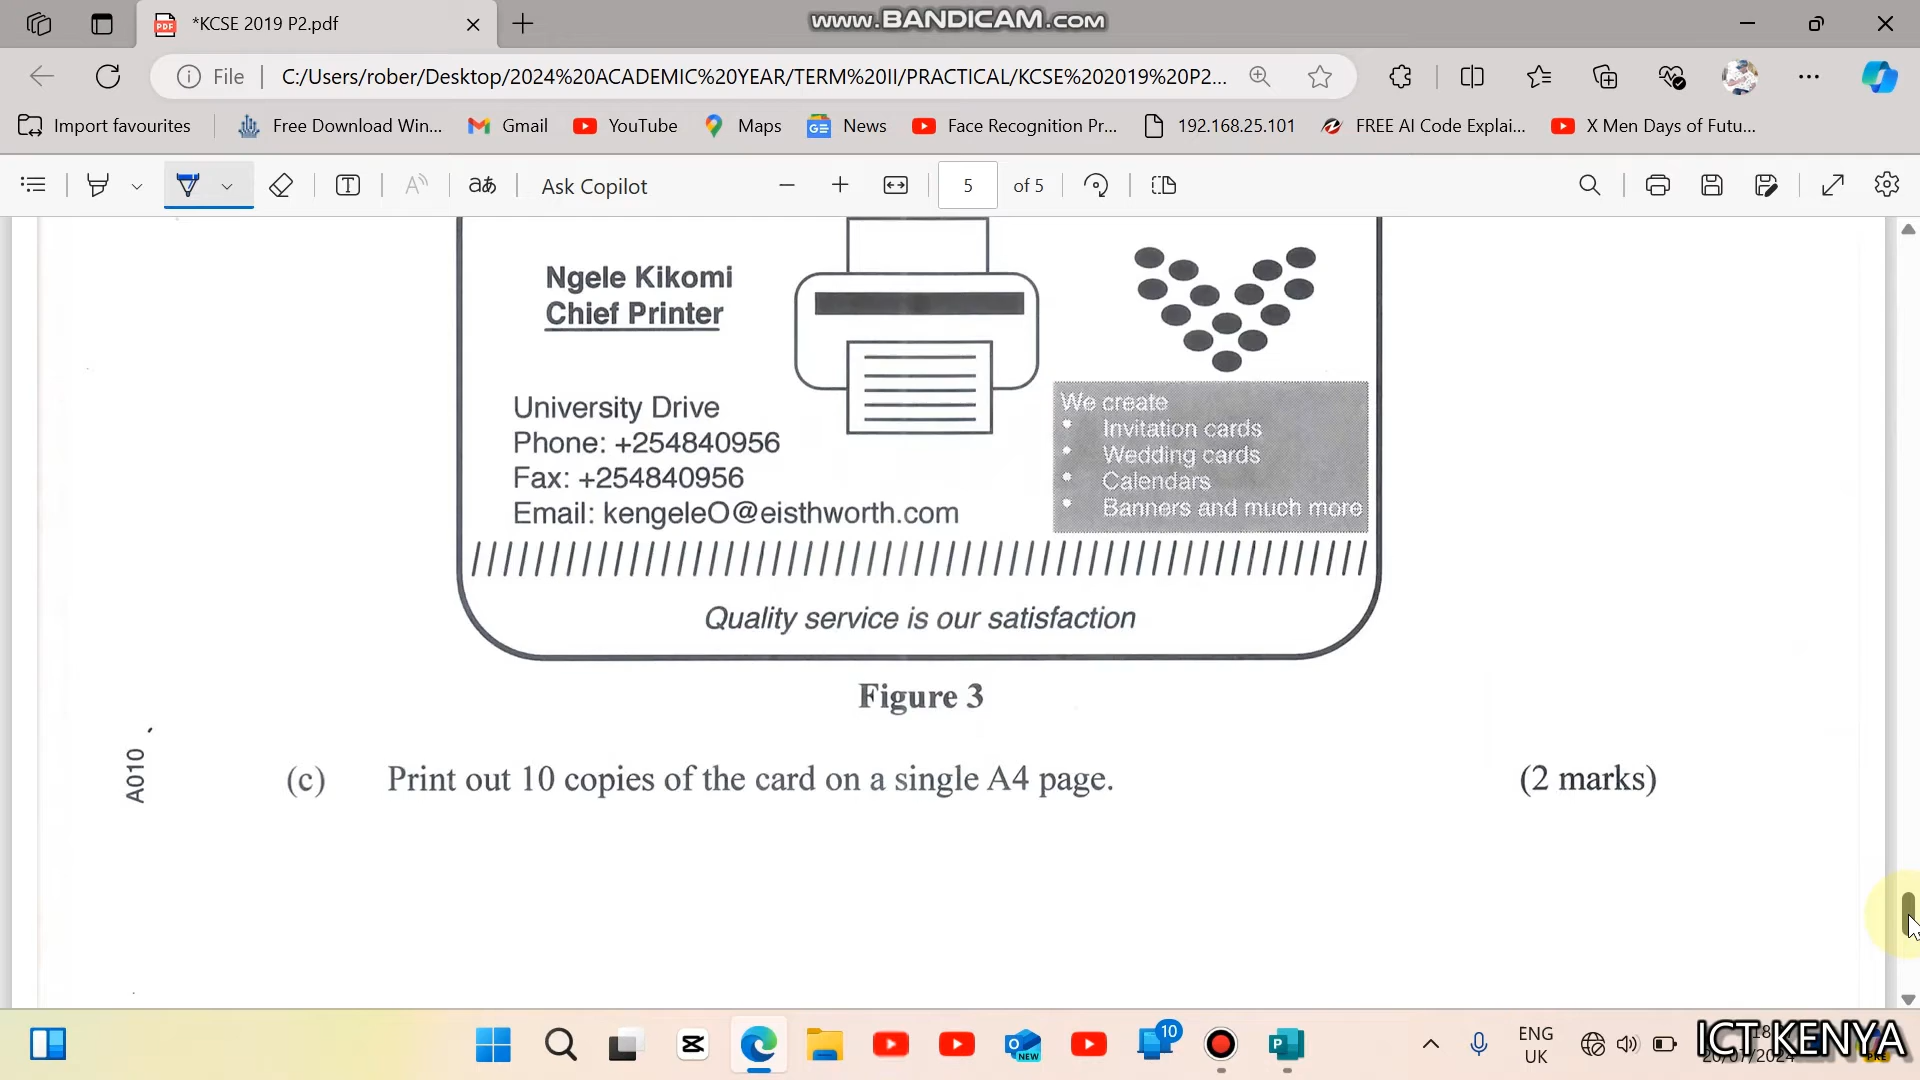 *KCSE 2019 P2.pdf
www.BANDICAM.com
File
C:/Users/rober/Desktop/2024%20ACADEMIC%20YEAR/TERM%20II/PRACTICAL/KCSE%202019%20P2...
Import favourites
Free Download Win...
Gmail
YouTube
Maps
News
Face Recognition Pr...
192.168.25.101
FREE AI Code Explai...
X Men Days of Futu...
Ask Copilot
5
of 5
Ngele Kikomi
Chief Printer
University Drive
Phone: +254840956
Fax: +254840956
Email: kengeleO@eisthworth.com
We create
• Invitation cards
• Wedding cards
• Calendars
• Banners and much more
Quality service is our satisfaction
Figure 3
A010
(c) Print out 10 copies of the card on a single A4 page. (2 marks)
10
NEW
ENG
UK
ICT KENYA